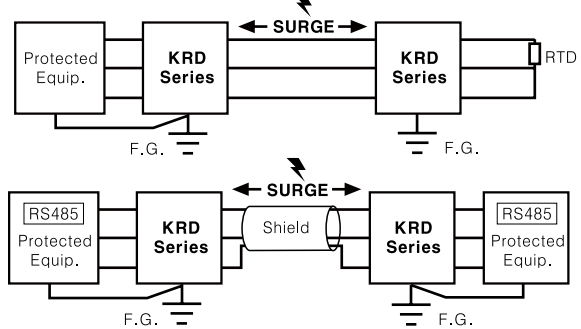 SURGE
Protected
Equip.
KRD
Series
KRD
Series
RTD
F.G.
F.G.
SURGE
RS485
Protected
Equip.
KRD
Series
Shield
KRD
Series
RS485
Protected
Equip.
F.G.
F.G.